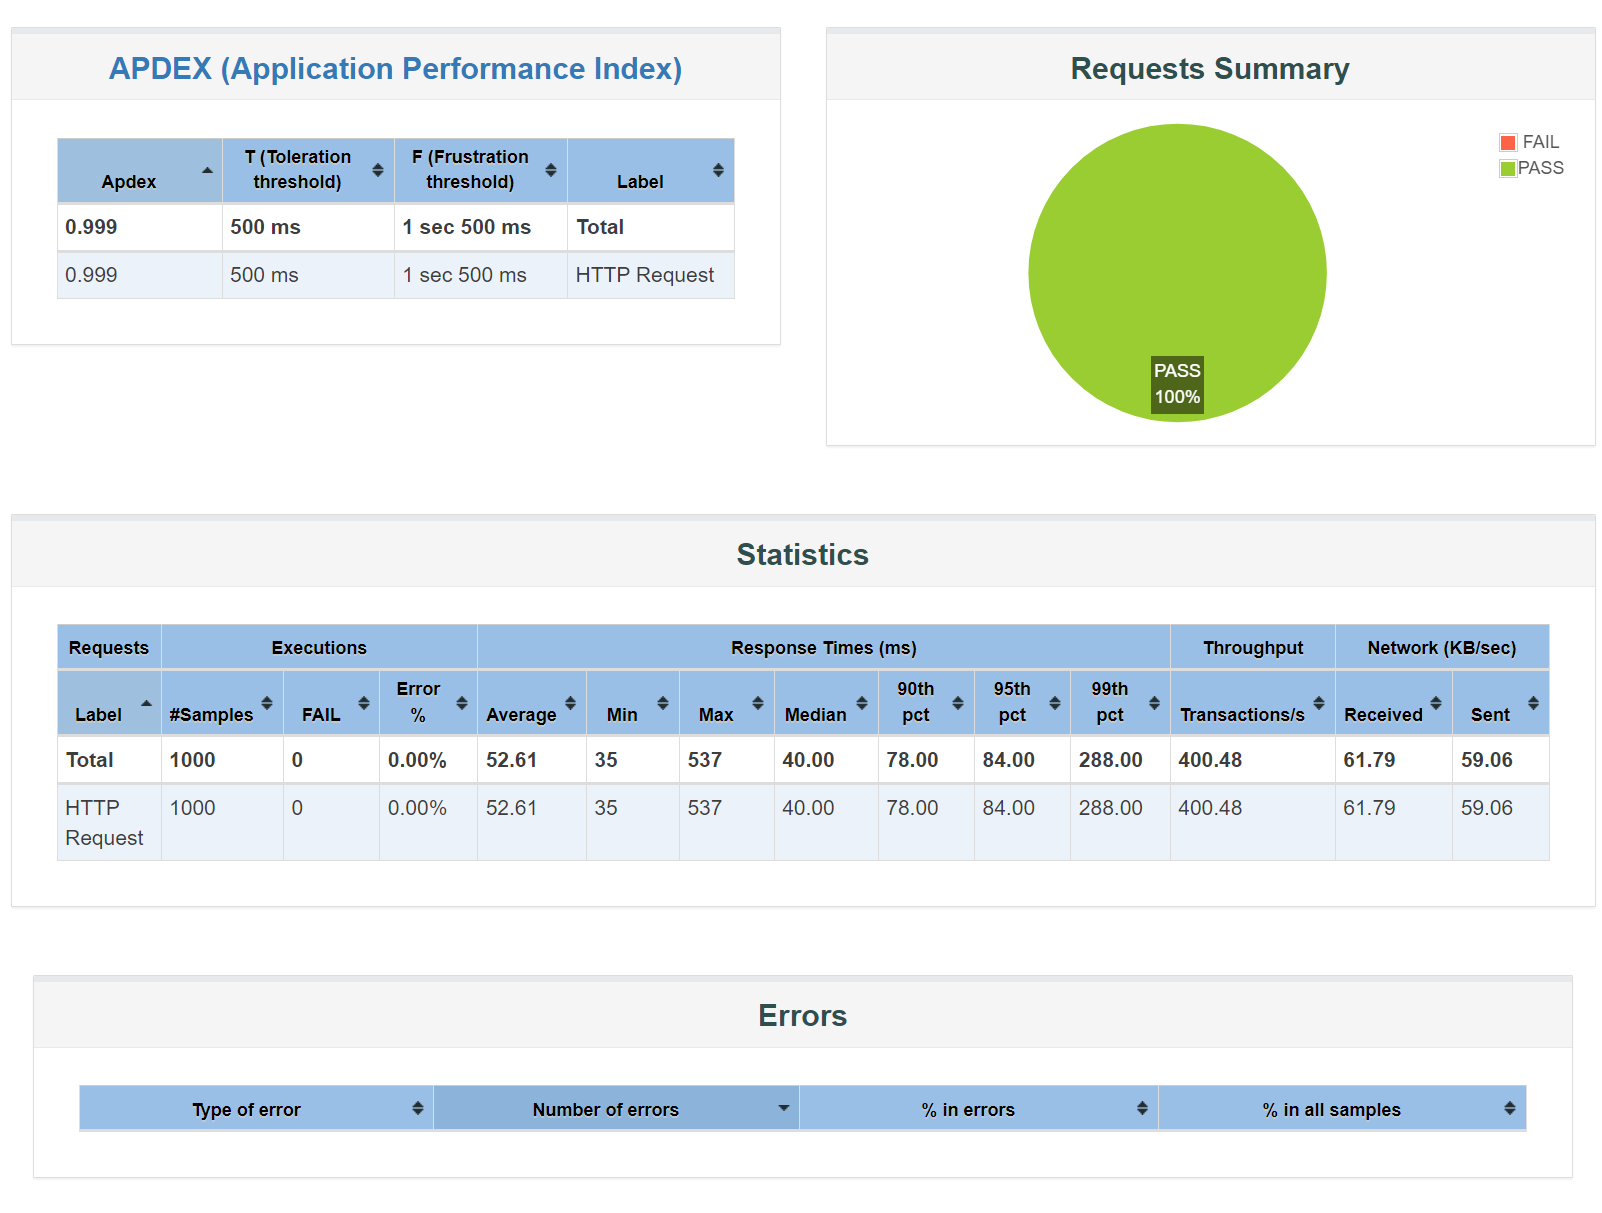 APDEX (Application Performance Index)
Apdex T (Toleration threshold) F (Frustration threshold) Label
0.999 500 ms 1 sec 500 ms Total
0.999 500 ms 1 sec 500 ms HTTP Request
Requests Summary
FAIL
PASS
PASS
100%
Statistics
Requests Executions Response Times (ms) Throughput Network (KB/sec)
Label #Samples FAIL Error % Average Min Max Median 90th pct 95th pct 99th pct Transactions/s Received Sent
Total 1000 0 0.00% 52.61 35 537 40.00 78.00 84.00 288.00 400.48 61.79 59.06
HTTP Request 1000 0 0.00% 52.61 35 537 40.00 78.00 84.00 288.00 400.48 61.79 59.06
Errors
Type of error Number of errors % in errors % in all samples